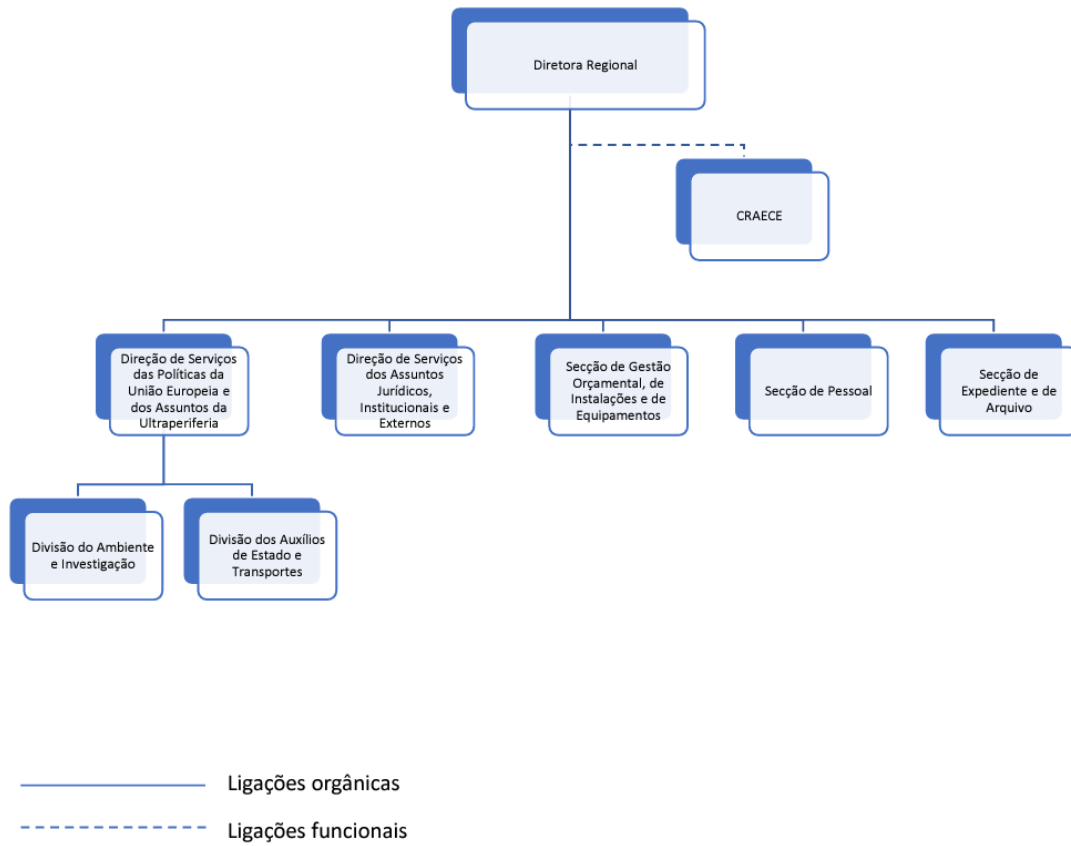 Diretora Regional
CRAECE
Direção de Serviços
das Políticas da
União Europeia e
dos Assuntos da
Ultraperiferia
Direção de Serviços
dos Assuntos
Jurídicos,
Institucionais e
Externos
Secção de Gestão
Orçamental, de
Instalações e de
Equipamentos
Secção de Pessoal
Secção de
Expediente e de
Arquivo
Divisão do Ambiente
e Investigação
Divisão dos Auxílios
de Estado e
Transportes
Ligações orgânicas
Ligações funcionais